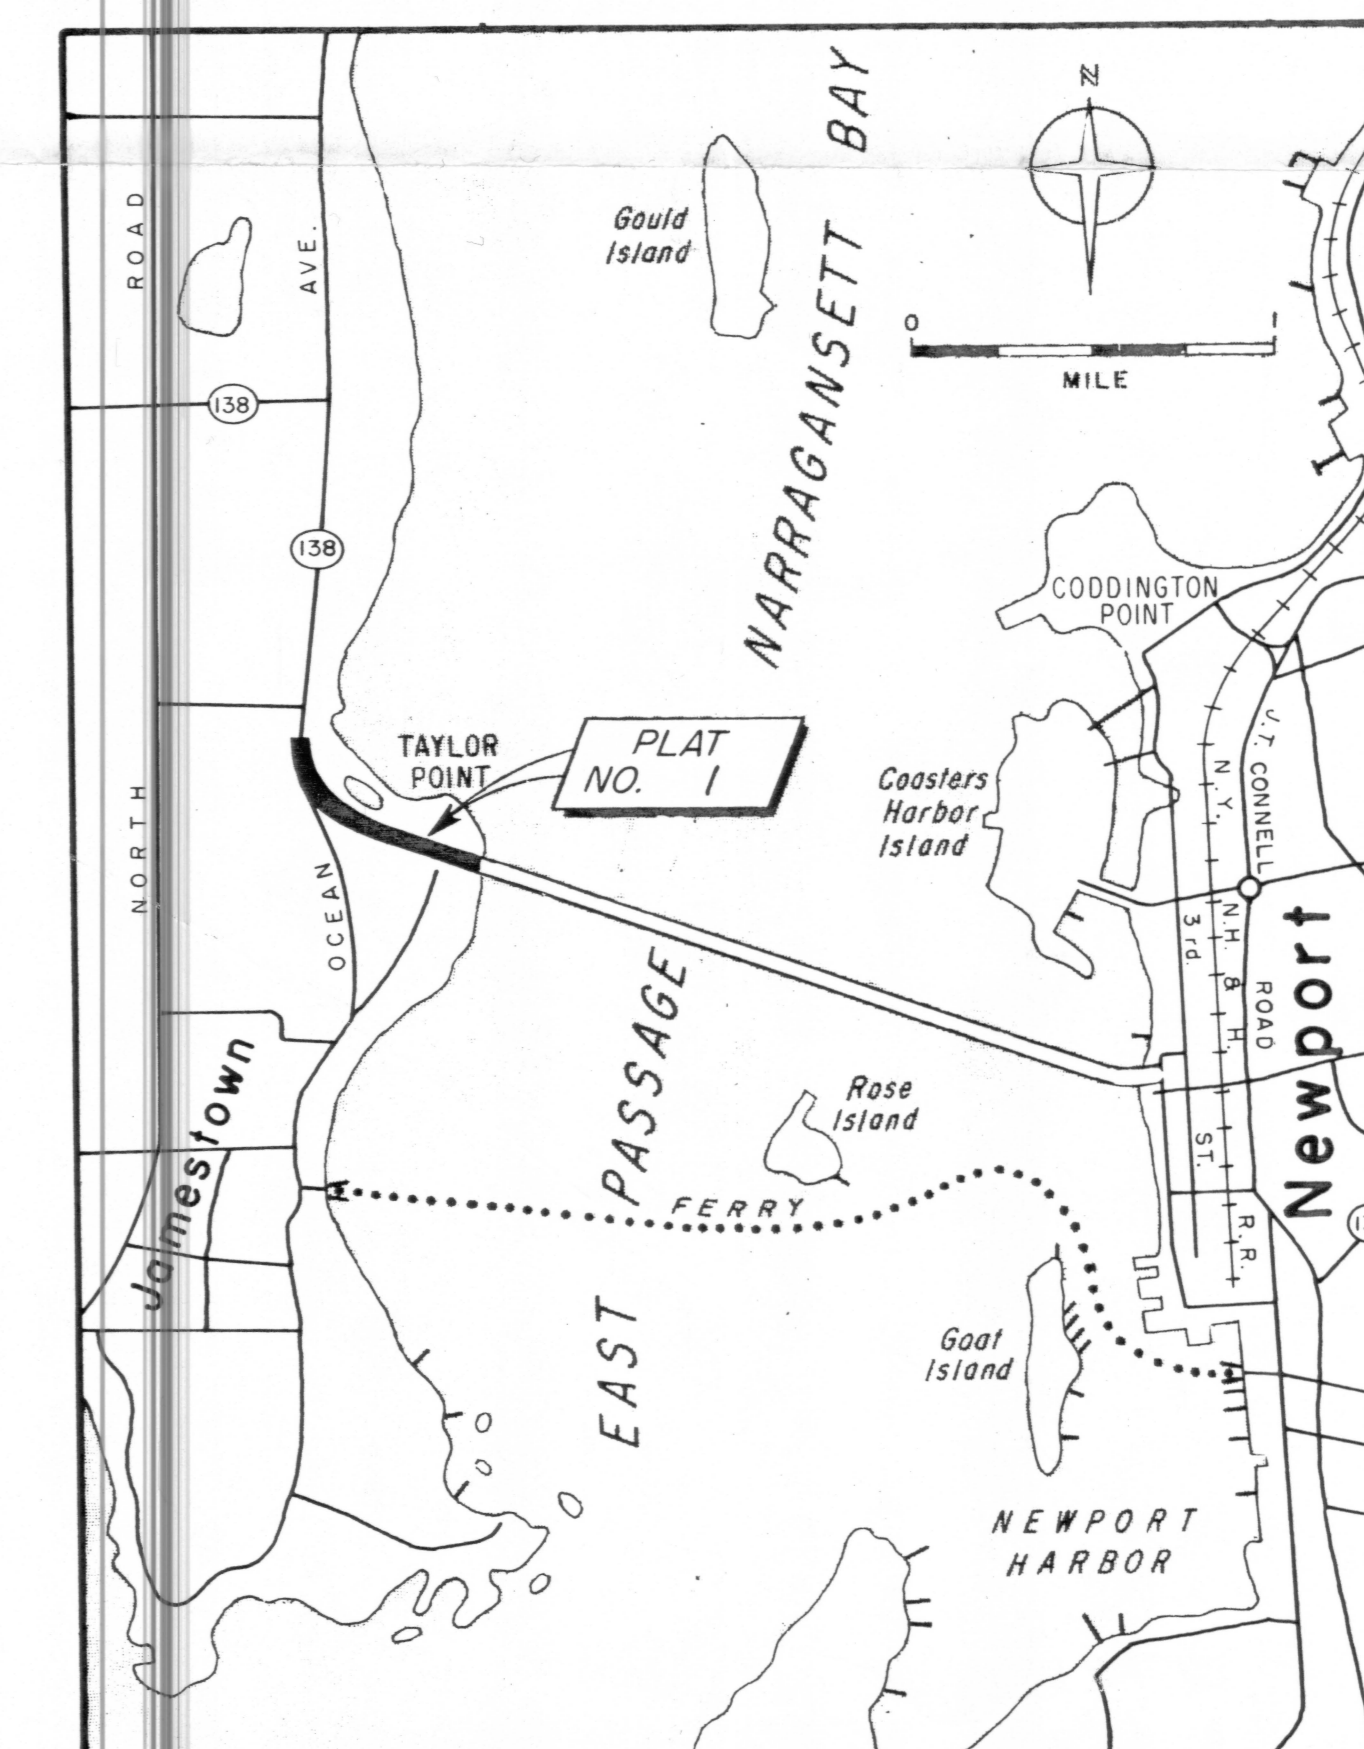 N
0 1
MILE
NARRAGANSETT BAY
Gould
Island
ROAD
AVE.
138
138
CODDINGTON
POINT
TAYLOR
POINT
PLAT
NO. 1
Coasters
Harbor
Island
J.T. CONNELL
N.Y.
NORTH
OCEAN
3rd.
N.H. & H.
ROAD
Newport
EAST PASSAGE
Jamestown
Rose
Island
ST.
FERRY
R.R.
Goat
Island
NEWPORT
HARBOR